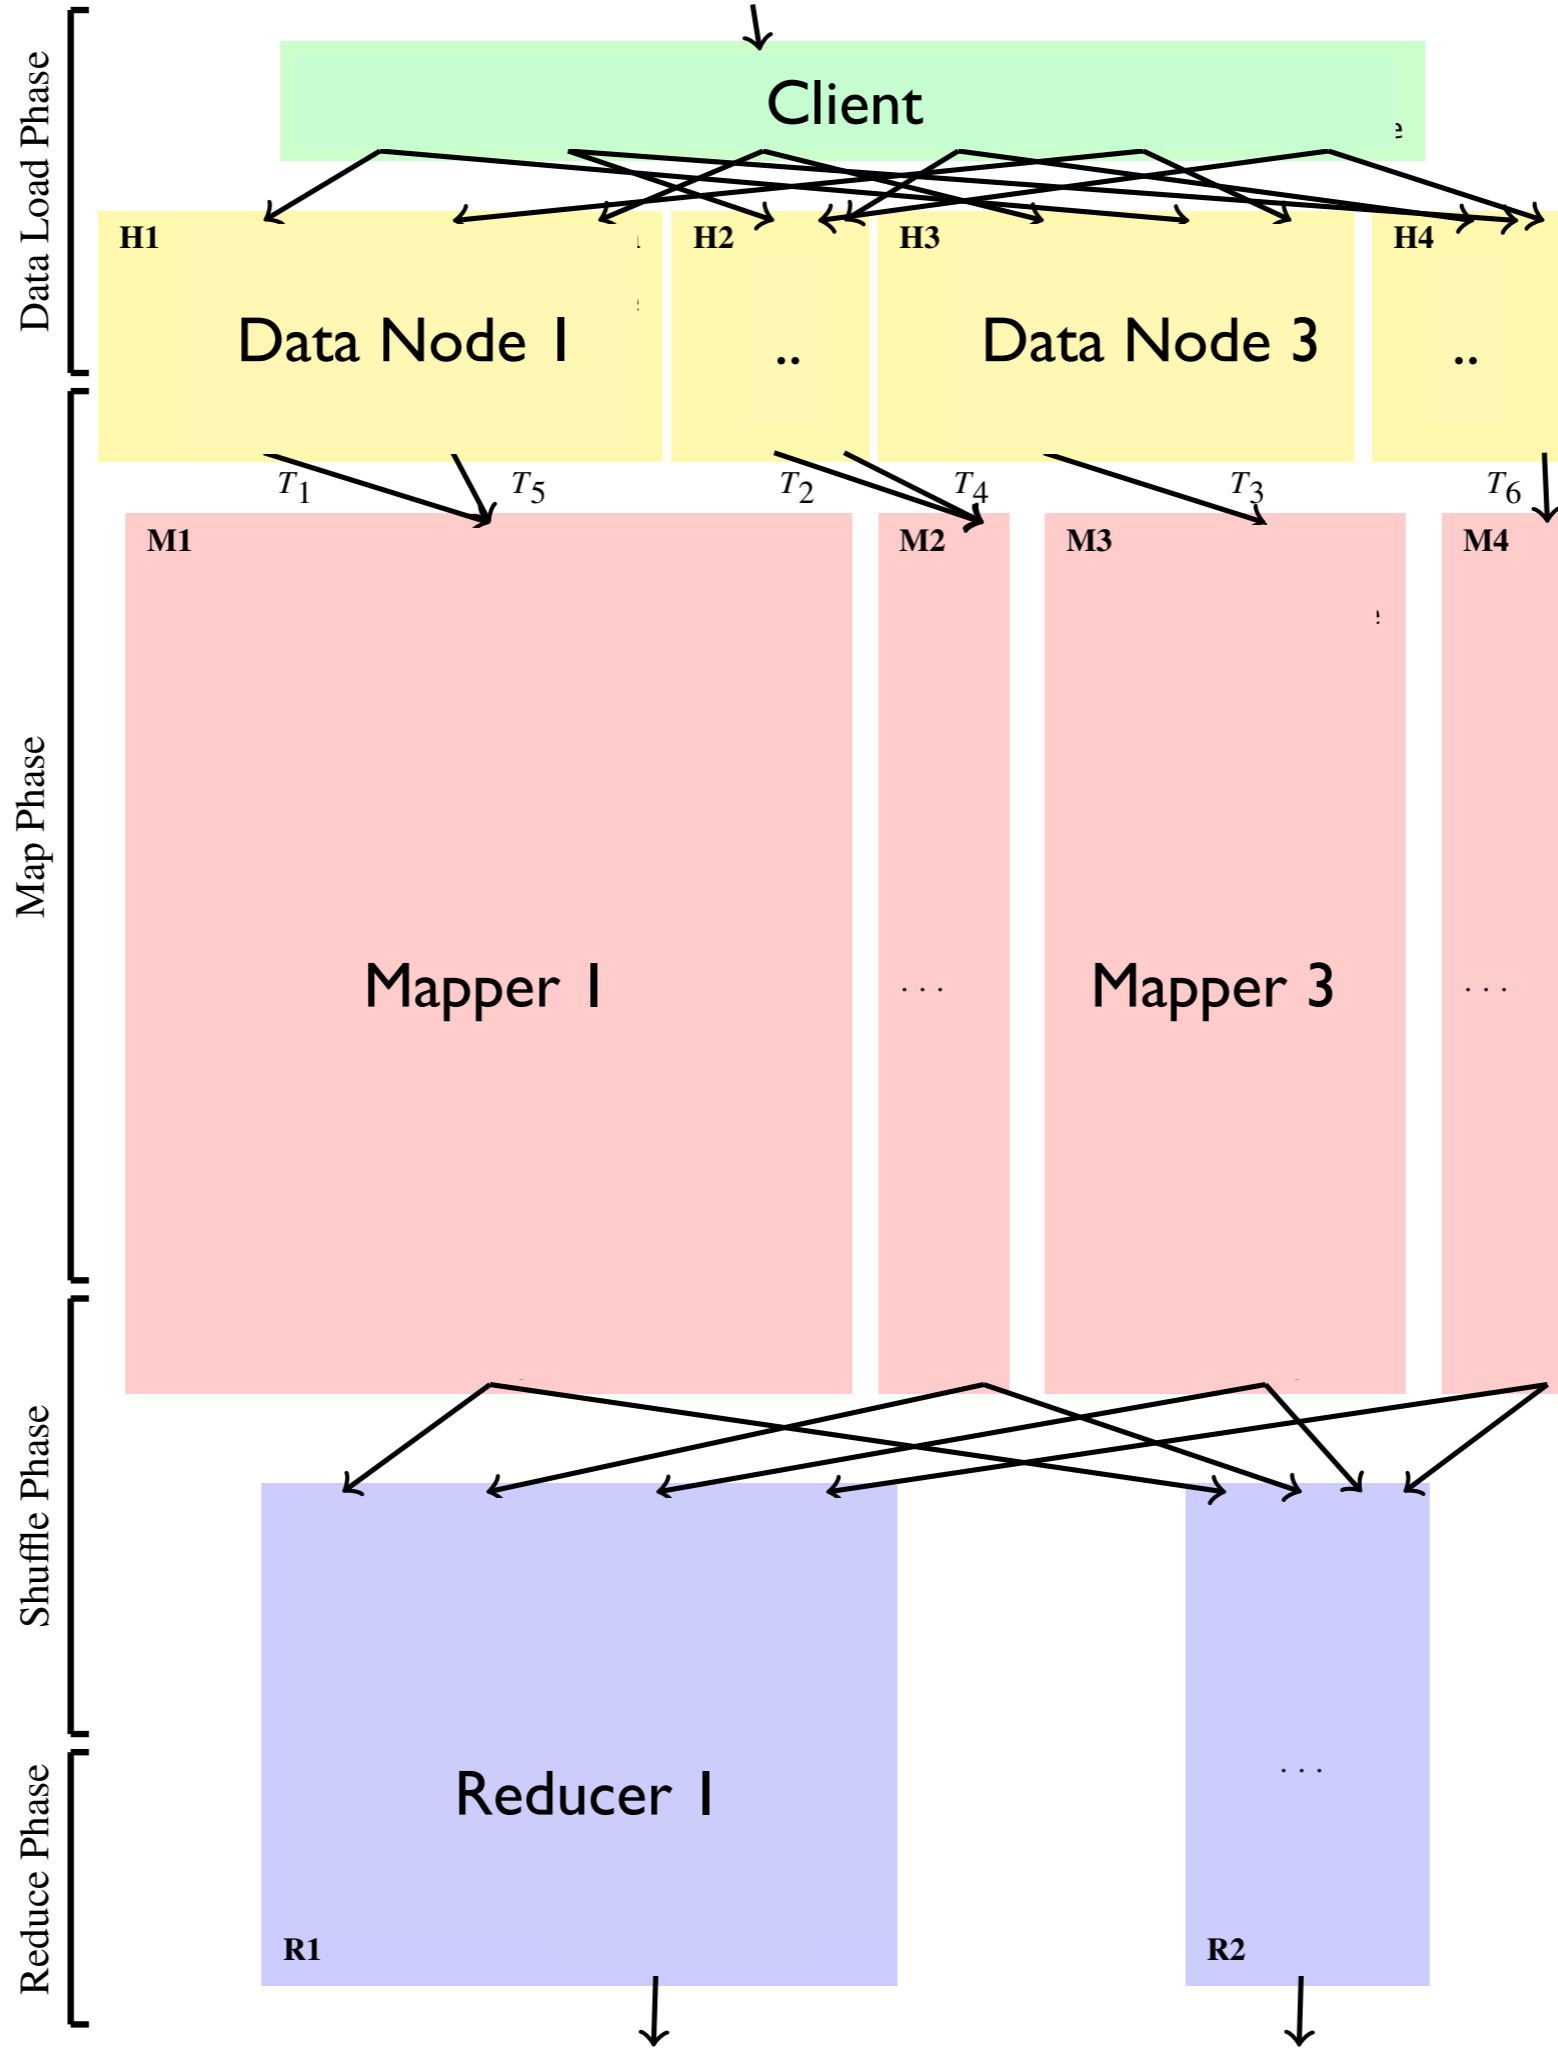 Data Load Phase
Client
e
H1
H2
H3
H4
Data Node 1
..
Data Node 3
..
T1
T5
T2
T4
T3
T6
Map Phase
M1
M2
M3
M4
Mapper 1
...
Mapper 3
...
Shuffle Phase
Reduce Phase
Reducer 1
...
R1
R2